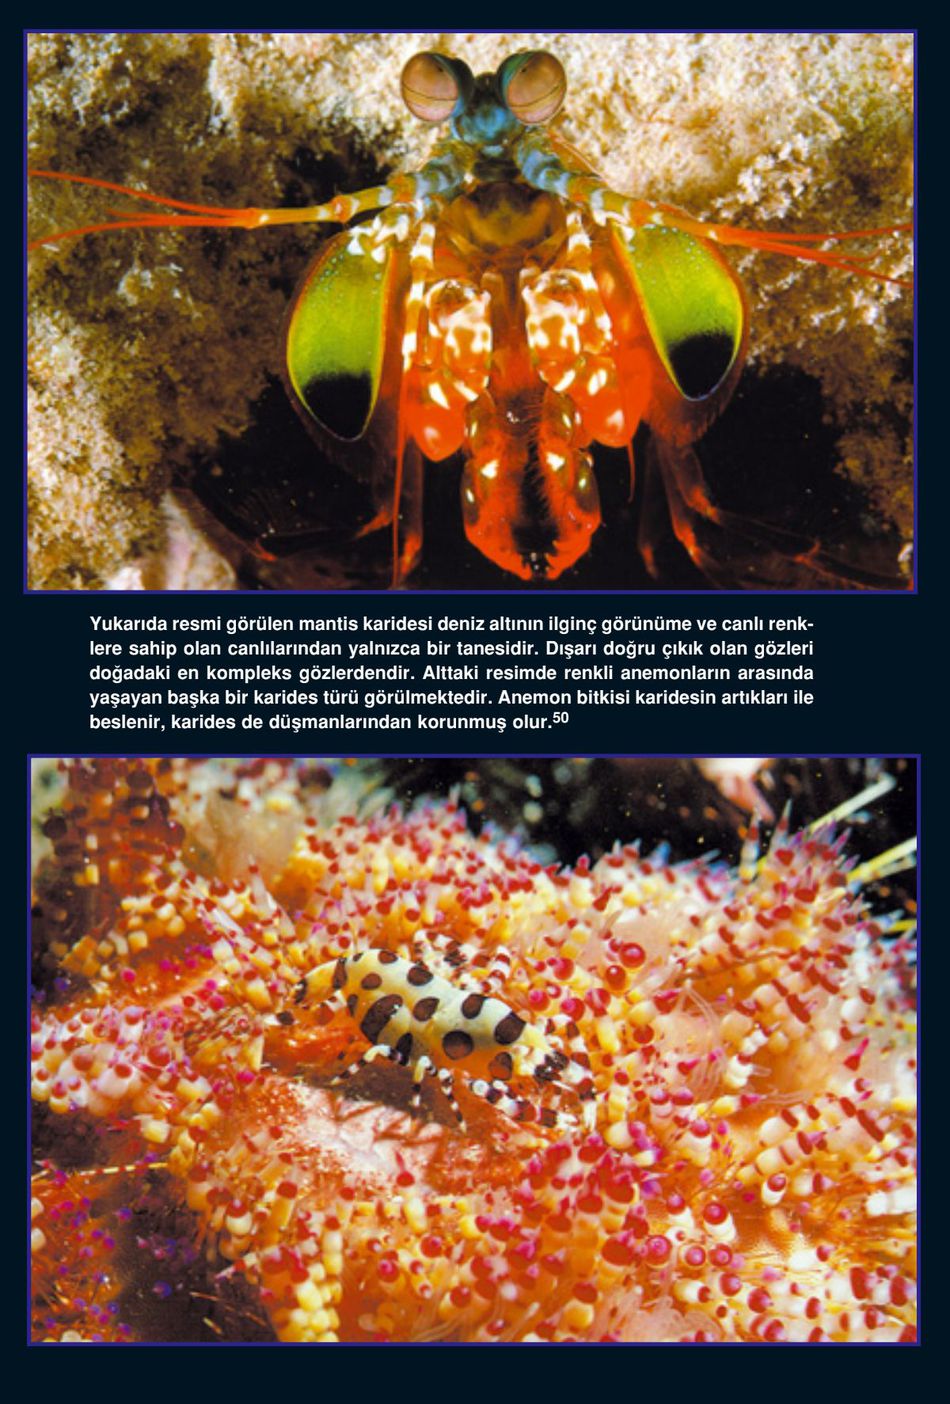 Yukarıda resmi görülen mantis karidesi deniz altının ilginç görünüme ve canlı renk-
lere sahip olan canlılarından yalnızca bir tanesidir. Dışarı doğru çıkık olan gözleri
doğadaki en kompleks gözlerdendir. Alttaki resimde renkli anemonların arasında
yaşayan başka bir karides türü görülmektedir. Anemon bitkisi karidesin artıkları ile
beslenir, karides de düşmanlarından korunmuş olur.50